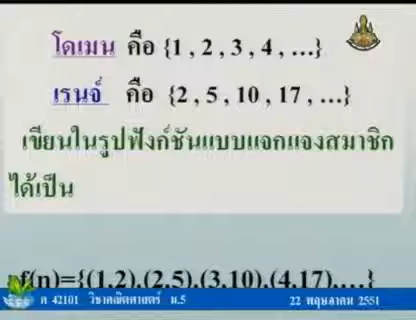 โดเมน คือ {1 , 2 , 3 , 4 , ...}
เรนจ์ คือ {2 , 5 , 10 , 17 , ...}
เขียนในรูปฟังก์ชันแบบแจกแจงสมาชิก
ได้เป็น
f(n)={(1,2),(2,5),(3,10),(4,17),...}
ค 42101 วิชาคณิตศาสตร์ ม.5 22 พฤษภาคม 2551